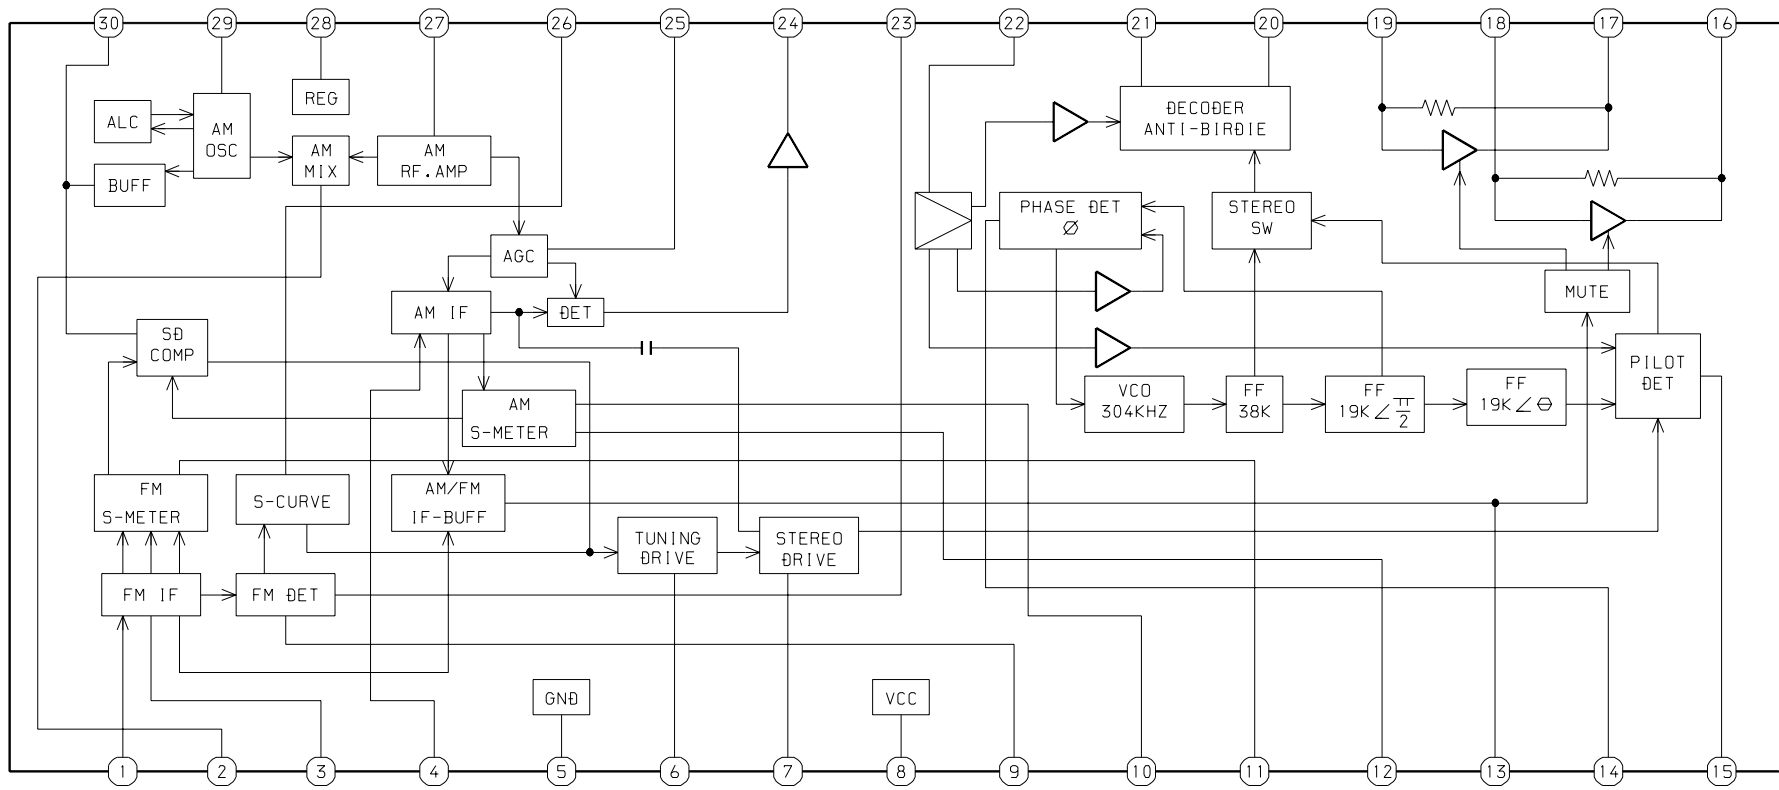 30 29 28 27 26 25 24 23 22 21 20 19 18 17 16
REG
ALC
AM
OSC
BUFF
AM
MIX
AM
RF.AMP
DECODER
ANTI-BIRDIE
PHASE DET
Ø
STEREO
SW
AGC
AM IF
DET
MUTE
SD
COMP
PILOT
DET
VCO
304KHZ
FF
38K
FF
19K∠π/2
FF
19K∠θ
AM
S-METER
FM
S-METER
S-CURVE
AM/FM
IF-BUFF
TUNING
DRIVE
STEREO
DRIVE
FM IF
FM DET
GND
VCC
1 2 3 4 5 6 7 8 9 10 11 12 13 14 15